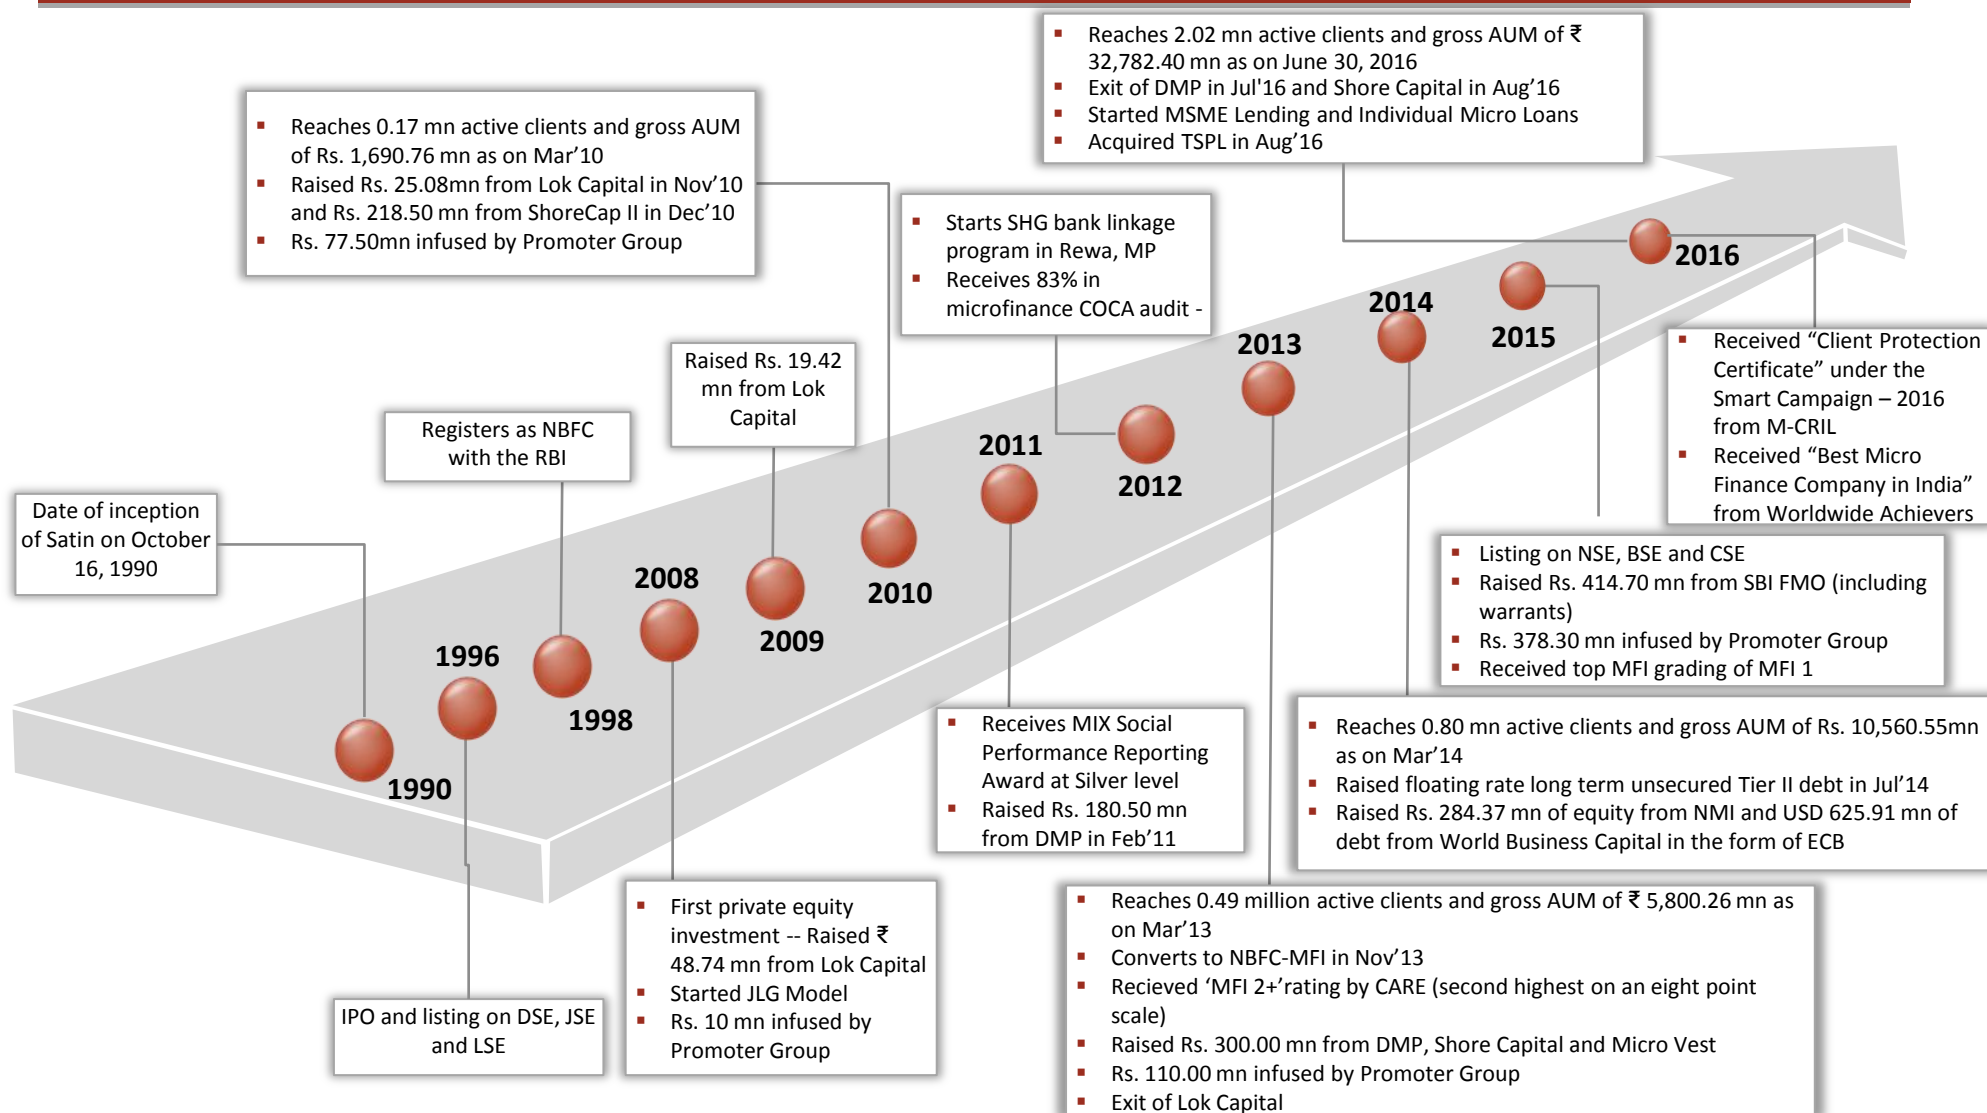 Reaches 2.02 mn active clients and gross AUM of ₹
32,782.40 mn as on June 30, 2016
Exit of DMP in Jul'16 and Shore Capital in Aug’16
Started MSME Lending and Individual Micro Loans
Acquired TSPL in Aug’16
Reaches 0.17 mn active clients and gross AUM
of Rs. 1,690.76 mn as on Mar’10
Raised Rs. 25.08mn from Lok Capital in Nov’10
and Rs. 218.50 mn from ShoreCap II in Dec’10
Rs. 77.50mn infused by Promoter Group
Starts SHG bank linkage
program in Rewa, MP
Receives 83% in
microfinance COCA audit -
2016
2014
2015
2013
Received “Client Protection
Certificate” under the
Smart Campaign – 2016
from M-CRIL
Received “Best Micro
Finance Company in India”
from Worldwide Achievers
Raised Rs. 19.42
mn from Lok
Capital
Registers as NBFC
with the RBI
2011
2012
Date of inception
of Satin on October
16, 1990
2008
2010
2009
1996
1998
1990
Listing on NSE, BSE and CSE
Raised Rs. 414.70 mn from SBI FMO (including
warrants)
Rs. 378.30 mn infused by Promoter Group
Received top MFI grading of MFI 1
Receives MIX Social
Performance Reporting
Award at Silver level
Raised Rs. 180.50 mn
from DMP in Feb’11
Reaches 0.80 mn active clients and gross AUM of Rs. 10,560.55mn
as on Mar’14
Raised floating rate long term unsecured Tier II debt in Jul’14
Raised Rs. 284.37 mn of equity from NMI and USD 625.91 mn of
debt from World Business Capital in the form of ECB
First private equity
investment -- Raised ₹
48.74 mn from Lok Capital
Started JLG Model
Rs. 10 mn infused by
Promoter Group
IPO and listing on DSE, JSE
and LSE
Reaches 0.49 million active clients and gross AUM of ₹ 5,800.26 mn as
on Mar’13
Converts to NBFC-MFI in Nov’13
Recieved ‘MFI 2+’rating by CARE (second highest on an eight point
scale)
Raised Rs. 300.00 mn from DMP, Shore Capital and Micro Vest
Rs. 110.00 mn infused by Promoter Group
Exit of Lok Capital